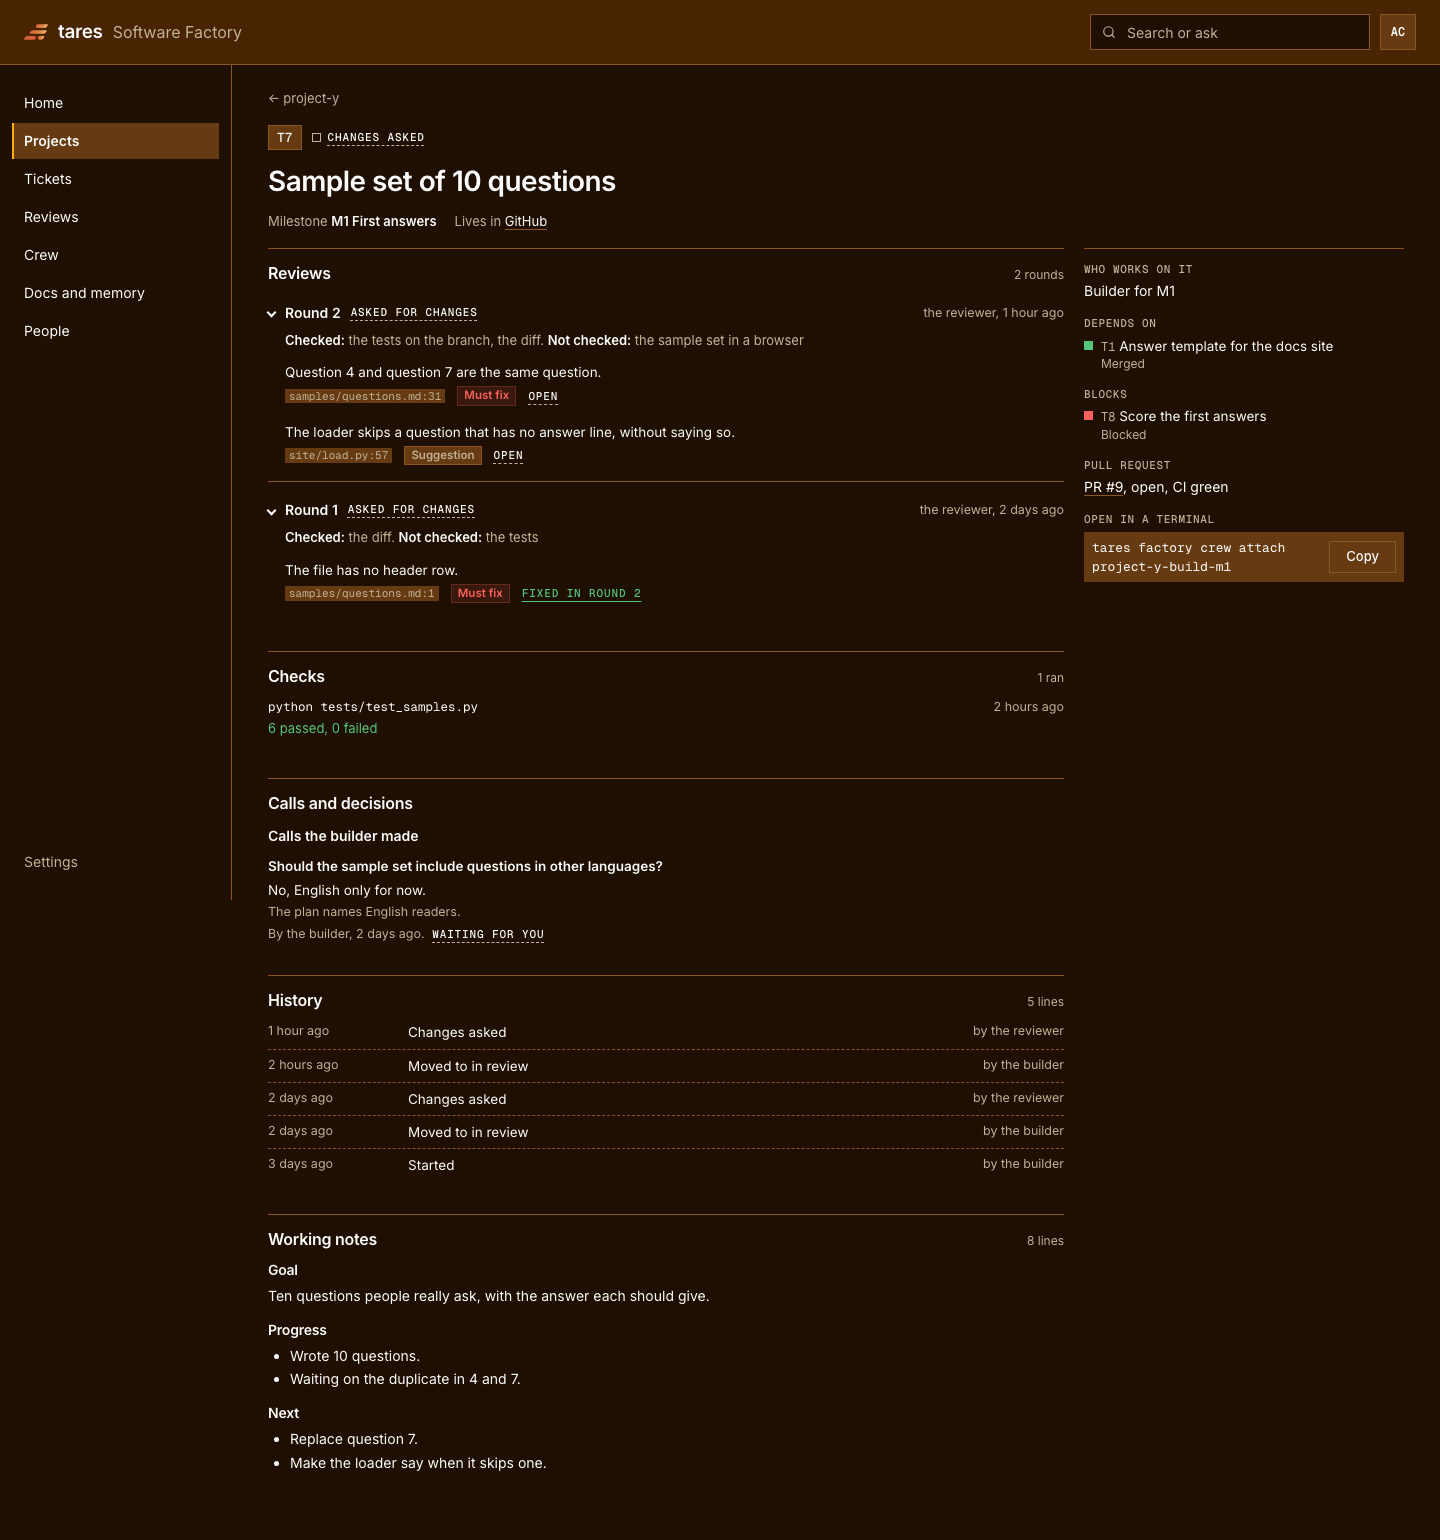 tares Software Factory
Search or ask
AC
Home
Projects
Tickets
Reviews
Crew
Docs and memory
People
Settings
← project-y
T7 CHANGES ASKED
Sample set of 10 questions
Milestone M1 First answers Lives in GitHub
Reviews 2 rounds
Round 2 ASKED FOR CHANGES the reviewer, 1 hour ago
Checked: the tests on the branch, the diff. Not checked: the sample set in a browser
Question 4 and question 7 are the same question.
samples/questions.md:31 Must fix OPEN
The loader skips a question that has no answer line, without saying so.
site/load.py:57 Suggestion OPEN
Round 1 ASKED FOR CHANGES the reviewer, 2 days ago
Checked: the diff. Not checked: the tests
The file has no header row.
samples/questions.md:1 Must fix FIXED IN ROUND 2
Checks 1 ran
python tests/test_samples.py 2 hours ago
6 passed, 0 failed
Calls and decisions
Calls the builder made
Should the sample set include questions in other languages?
No, English only for now.
The plan names English readers.
By the builder, 2 days ago. WAITING FOR YOU
History 5 lines
1 hour ago Changes asked by the reviewer
2 hours ago Moved to in review by the builder
2 days ago Changes asked by the reviewer
2 days ago Moved to in review by the builder
3 days ago Started by the builder
Working notes 8 lines
Goal
Ten questions people really ask, with the answer each should give.
Progress
• Wrote 10 questions.
• Waiting on the duplicate in 4 and 7.
Next
• Replace question 7.
• Make the loader say when it skips one.
WHO WORKS ON IT
Builder for M1
DEPENDS ON
T1 Answer template for the docs site
Merged
BLOCKS
T8 Score the first answers
Blocked
PULL REQUEST
PR #9, open, CI green
OPEN IN A TERMINAL
tares factory crew attach
project-y-build-m1
Copy